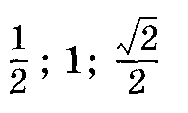 1/2 ; 1; √2/2